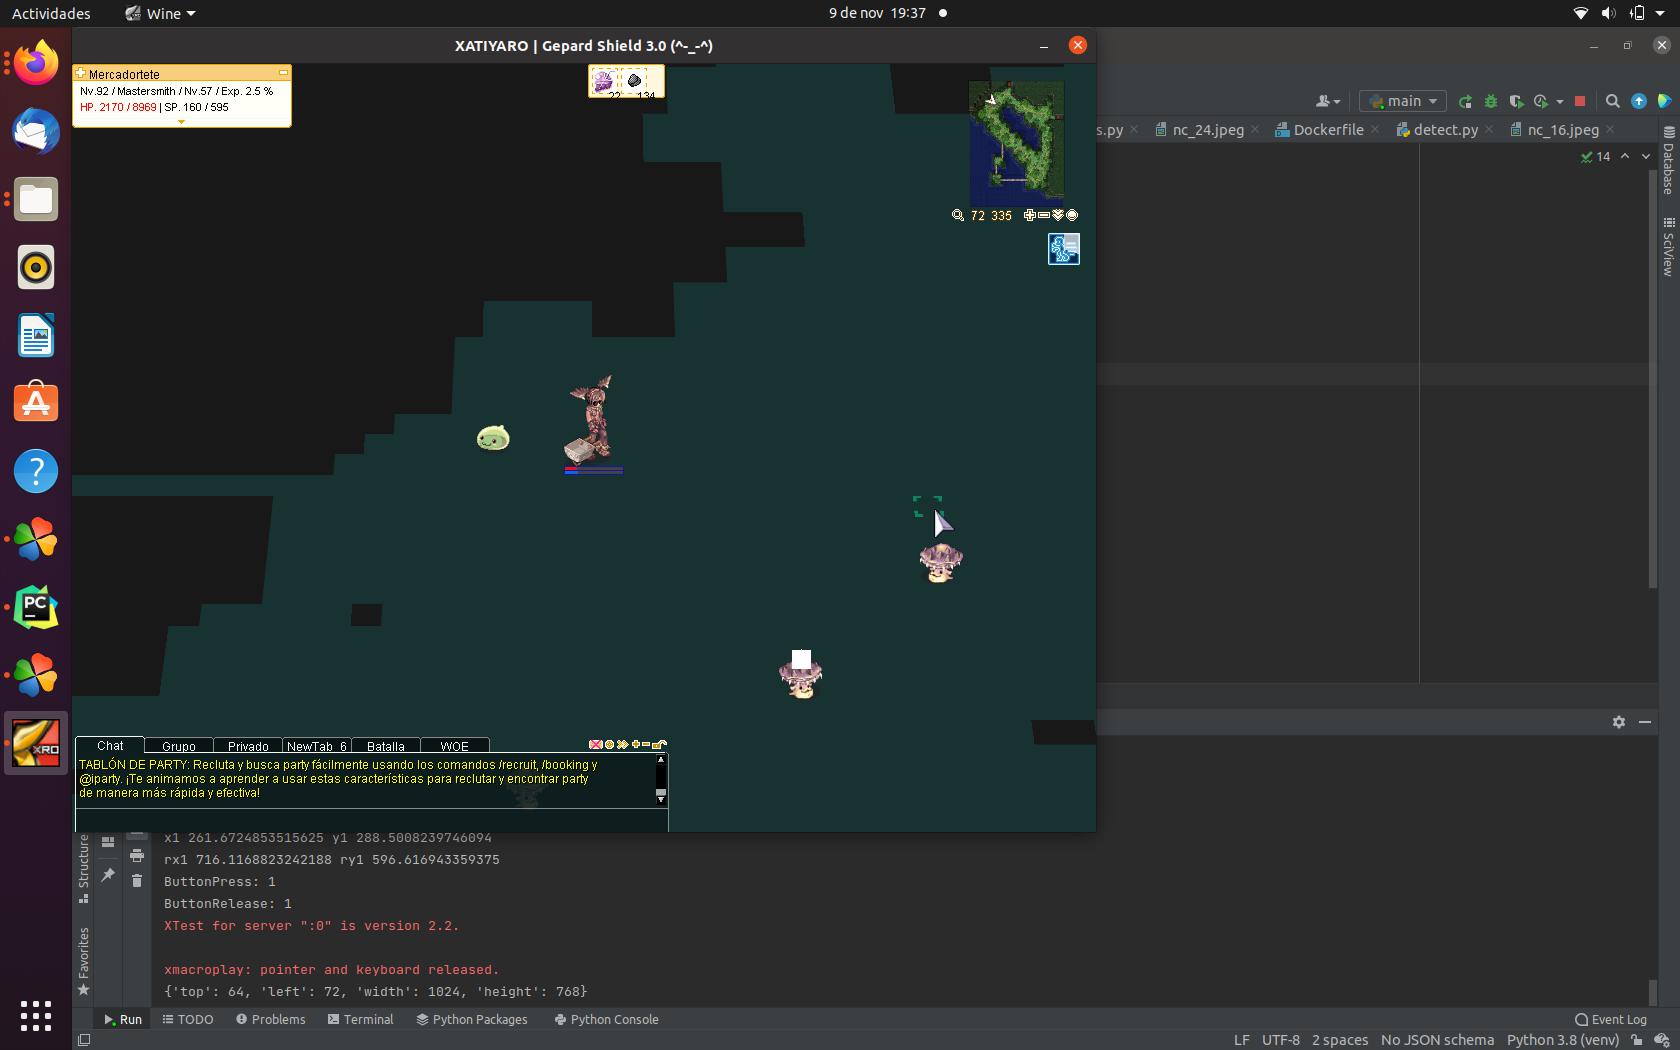 Actividades
Wine
9 de nov 19:37
XATIYARO | Gepard Shield 3.0 (^-_-^)
Mercadortete
Nv.92 / Mastersmith / Nv.57 / Exp. 2.5 %
HP. 2170 / 8969 | SP. 160 / 595
22
134
72 335
main
s.py
nc_24.jpeg
Dockerfile
detect.py
nc_16.jpeg
14
Database
SciView
?
PC
XRO
Chat
Grupo
Privado
NewTab_6
Batalla
WOE
TABLÓN DE PARTY: Recluta y busca party fácilmente usando los comandos /recruit, /booking y
@iparty. ¡Te animamos a aprender a usar estas características para reclutar y encontrar party
de manera más rápida y efectiva!
x1 261.6724853515625 y1 288.5008239746094
rx1 716.1168823242188 ry1 596.616943359375
ButtonPress: 1
ButtonRelease: 1
XTest for server ":0" is version 2.2.
xmacroplay: pointer and keyboard released.
{'top': 64, 'left': 72, 'width': 1024, 'height': 768}
Structure
Favorites
Run
TODO
Problems
Terminal
Python Packages
Python Console
Event Log
LF
UTF-8
2 spaces
No JSON schema
Python 3.8 (venv)